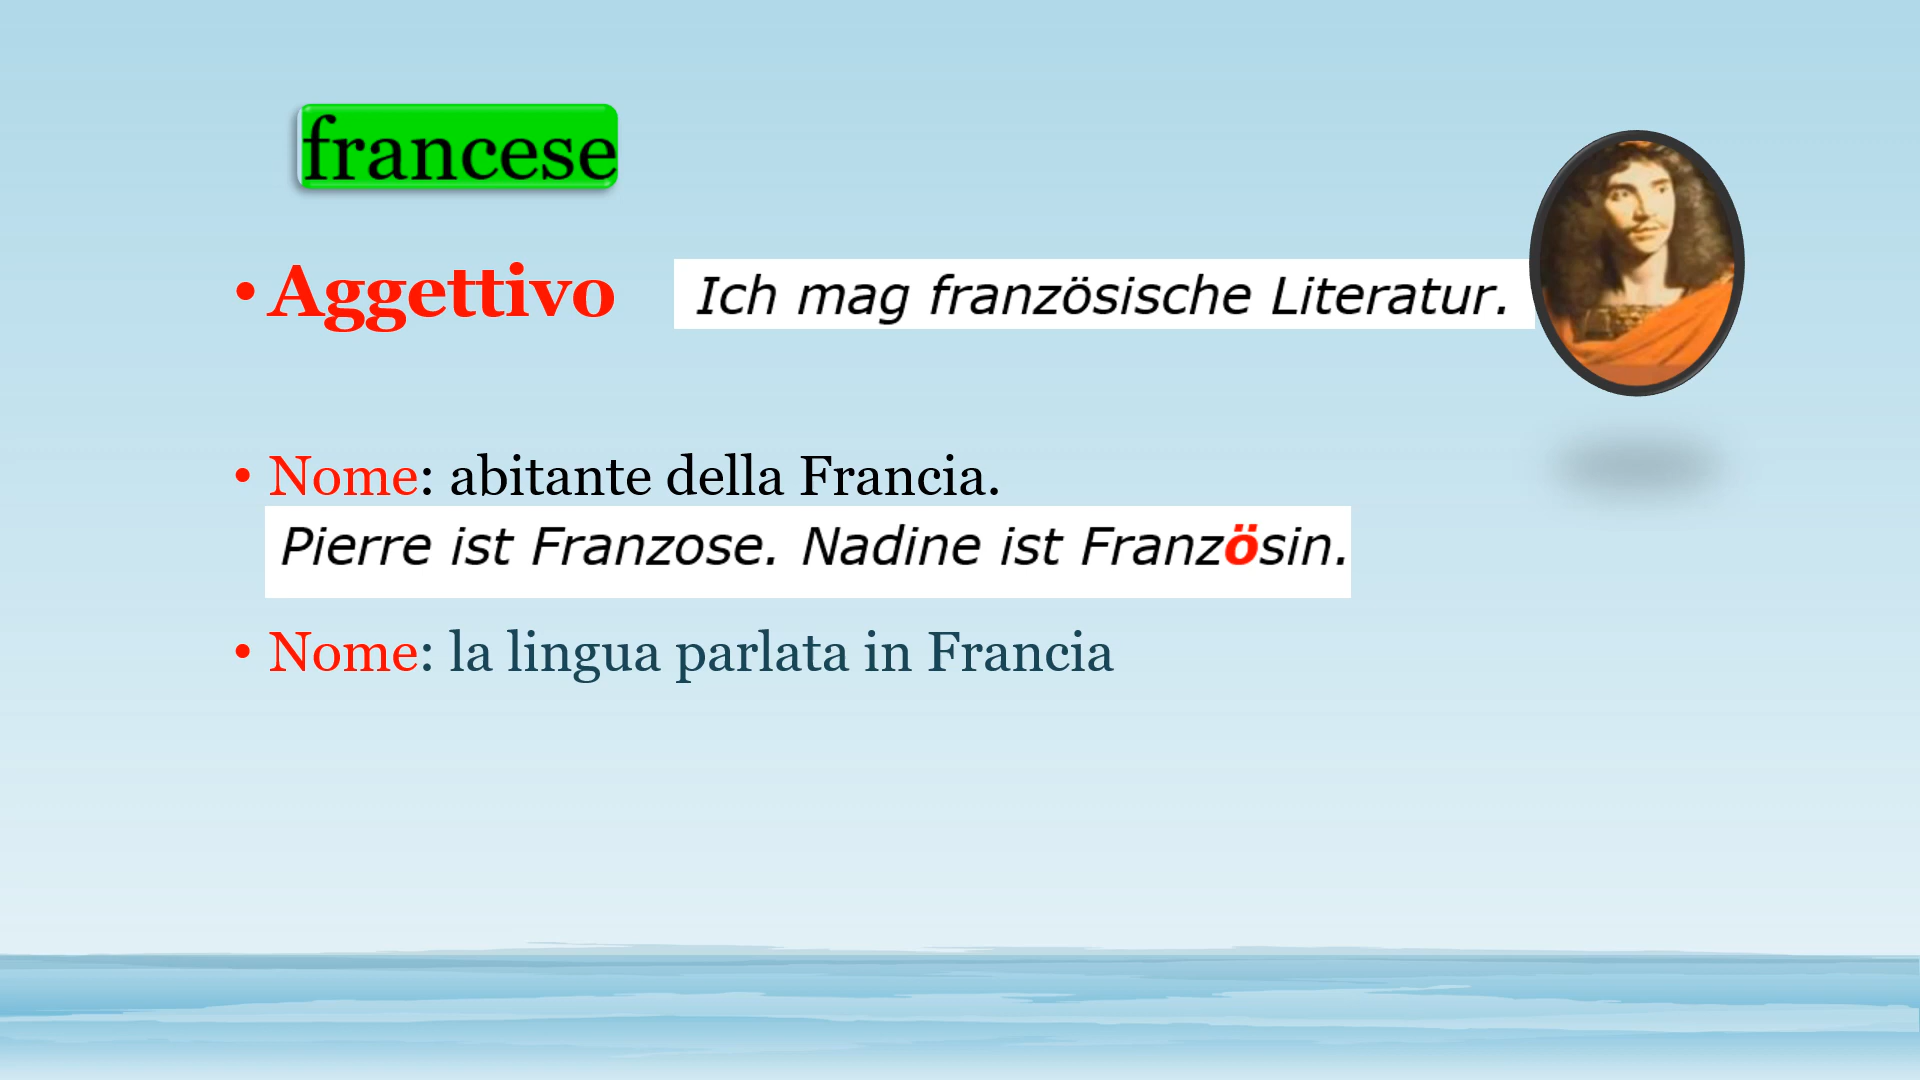 francese
• Aggettivo Ich mag französische Literatur.
• Nome: abitante della Francia.
Pierre ist Franzose. Nadine ist Französin.
• Nome: la lingua parlata in Francia